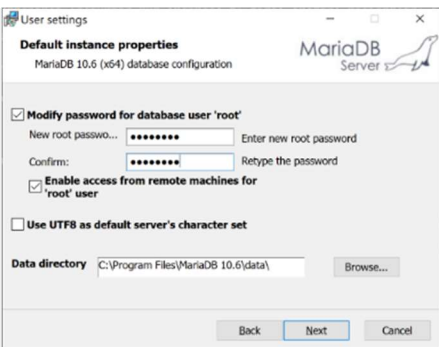 User settings
Default instance properties
MariaDB 10.6 (x64) database configuration
MariaDB
Server
Modify password for database user 'root'
New root passwo... ●●●●●●●● Enter new root password
Confirm: ●●●●●●●● Retype the password
Enable access from remote machines for
'root' user
Use UTF8 as default server's character set
Data directory C:\Program Files\MariaDB 10.6\data\ Browse...
Back Next Cancel